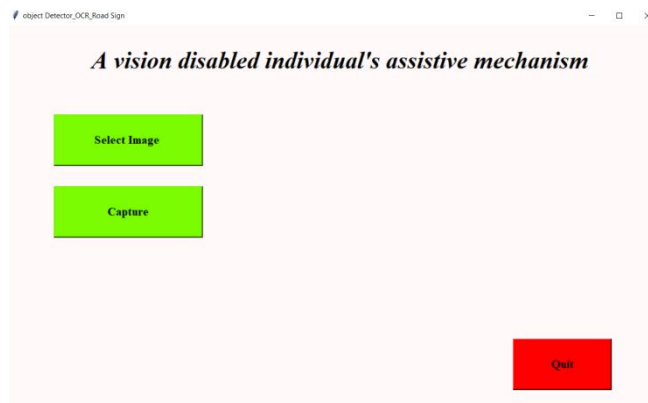 object Detector_OCR_Road Sign
A vision disabled individual's assistive mechanism
Select Image
Capture
Quit